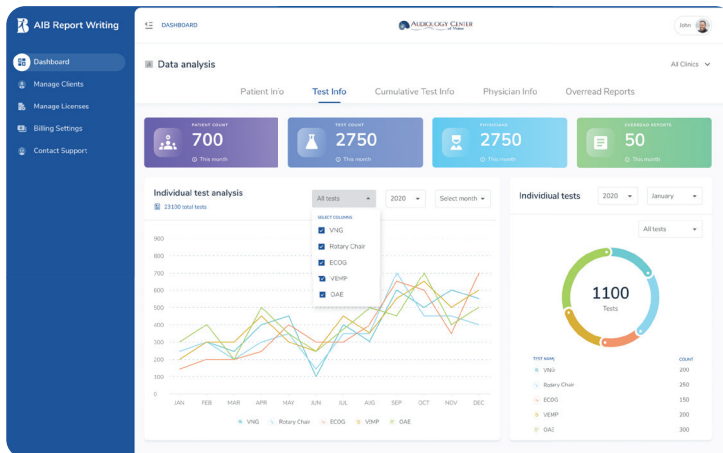 AIB Report Writing
DASHBOARD
AUDIOLOGY CENTER
of Maine
John
Dashboard
Manage Clients
Manage Licenses
Billing Settings
Contact Support
Data analysis
All Clinics
Patient Info
Test Info
Cumulative Test Info
Physician Info
Overread Reports
PATIENT COUNT
700
This month
TEST COUNT
2750
This month
PHYSICIANS
2750
This month
OVERREAD REPORTS
50
This month
Individual test analysis
23100 total tests
All tests
2020
Select month
SELECT COLUMNS
VNG
Rotary Chair
ECOG
VEMP
OAE
900
800
700
600
500
400
300
200
100
0
JAN FEB MAR APR MAY JUN JUL AUG SEP OCT NOV DEC
VNG Rotary Chair ECOG VEMP OAE
Individiual tests
2020
January
All tests
1100
Tests
TEST NAME COUNT
VNG 200
Rotary Chair 250
ECOG 150
VEMP 200
OAE 300